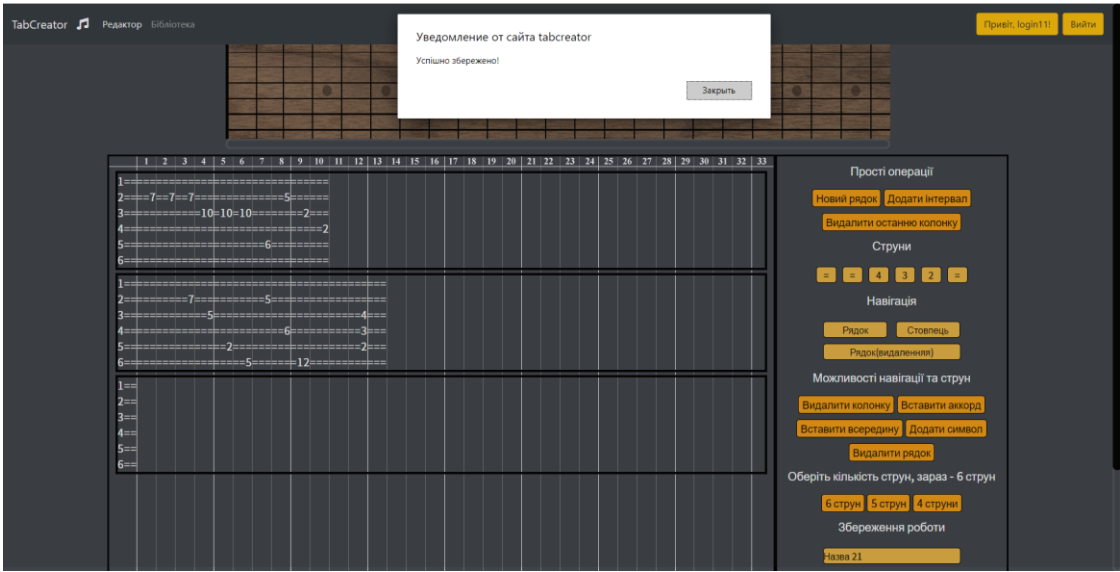 TabCreator Редактор Бібліотека
Привіт, login11! Вийти
Уведомление от сайта tabcreator
Успішно збережено!
Закрыть
1 2 3 4 5 6 7 8 9 10 11 12 13 14 15 16 17 18 19 20 21 22 23 24 25 26 27 28 29 30 31 32 33
1==============================
2====7==7==7==============5======
3============10=10=10=========2===
4==============================2
5======================6=========
6==============================
1========================================
2==========7===========5==================
3=============5========================4===
4==========================6===========3===
5================2=====================2===
6===================5=======12============
1==
2==
3==
4==
5==
6==
Прості операції
Новий рядок Додати інтервал
Видалити останню колонку
Струни
= = 4 3 2 =
Навігація
Рядок Стовпець
Рядок(видалення)
Можливості навігації та струн
Видалити колонку Вставити аккорд
Вставити всередину Додати символ
Видалити рядок
Оберіть кількість струн, зараз - 6 струн
6 струн 5 струн 4 струни
Збереження роботи
Назва 21